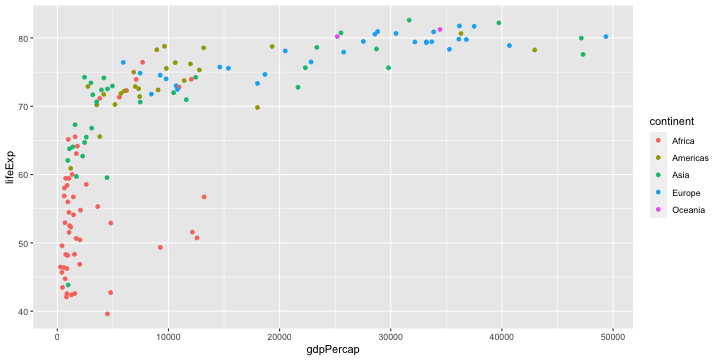 80
70
60
50
40
lifeExp
0
10000
20000
30000
40000
50000
gdpPercap
continent
Africa
Americas
Asia
Europe
Oceania